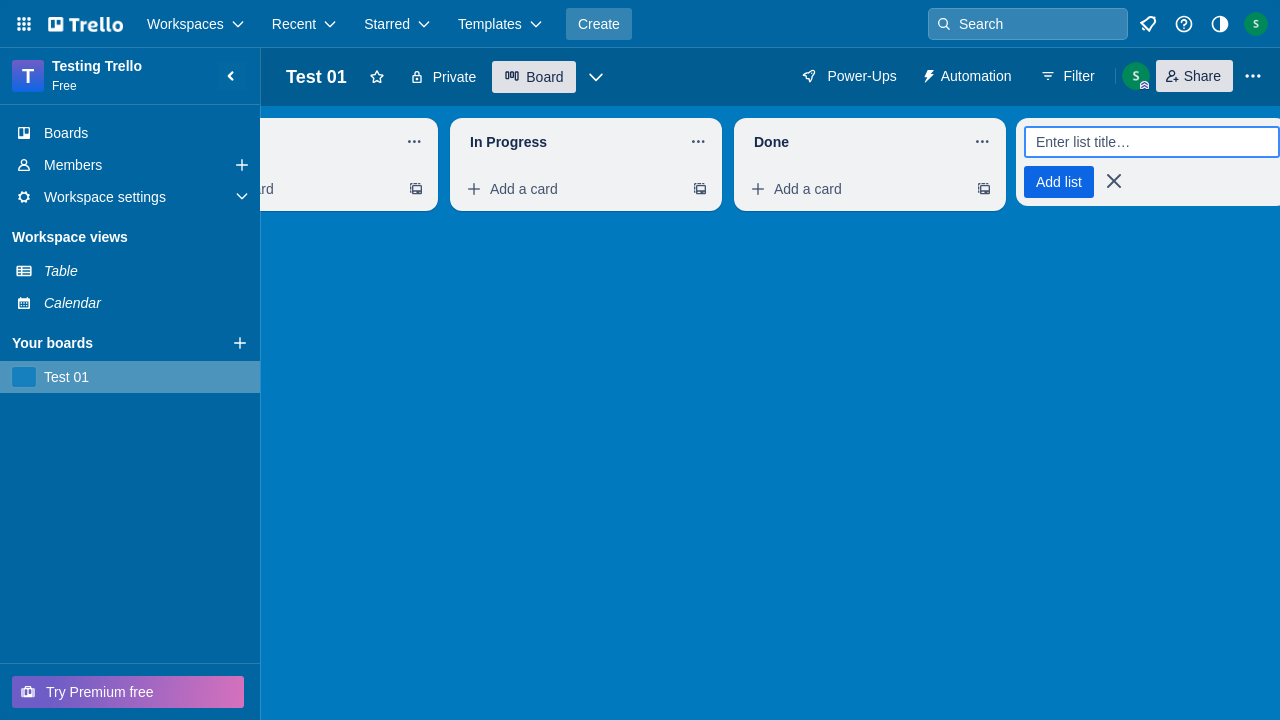 Trello
Workspaces
Recent
Starred
Templates
Create
Search
S
T
Testing Trello
Free
Test 01
Private
Board
Power-Ups
Automation
Filter
S
Share
Boards
Members
Workspace settings
Workspace views
Table
Calendar
Your boards
Test 01
Try Premium free
In Progress
Add a card
Done
Add a card
Enter list title…
Add list